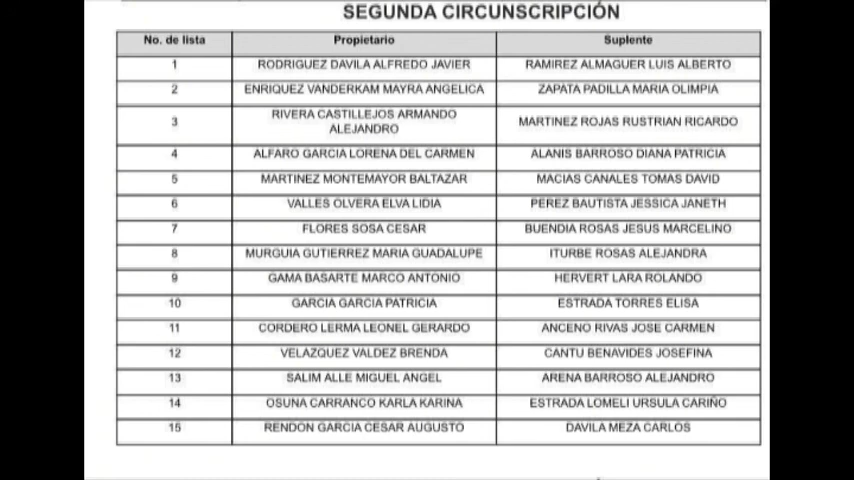 SEGUNDA CIRCUNSCRIPCIÓN
No. de lista Propietario Suplente
1 RODRIGUEZ DAVILA ALFREDO JAVIER RAMIREZ ALMAGUER LUIS ALBERTO
2 ENRIQUEZ VANDERKAM MAYRA ANGELICA ZAPATA PADILLA MARIA OLIMPIA
3 RIVERA CASTILLEJOS ARMANDO ALEJANDRO MARTINEZ ROJAS RUSTRIAN RICARDO
4 ALFARO GARCIA LORENA DEL CARMEN ALANIS BARROSO DIANA PATRICIA
5 MARTINEZ MONTEMAYOR BALTAZAR MACIAS CANALES TOMAS DAVID
6 VALLES OLVERA ELVA LIDIA PEREZ BAUTISTA JESSICA JANETH
7 FLORES SOSA CESAR BUENDIA ROSAS JESUS MARCELINO
8 MURGUIA GUTIERREZ MARIA GUADALUPE ITURBE ROSAS ALEJANDRA
9 GAMA BASARTE MARCO ANTONIO HERVERT LARA ROLANDO
10 GARCIA GARCIA PATRICIA ESTRADA TORRES ELISA
11 CORDERO LERMA LEONEL GERARDO ANCENO RIVAS JOSE CARMEN
12 VELAZQUEZ VALDEZ BRENDA CANTU BENAVIDES JOSEFINA
13 SALIM ALLE MIGUEL ANGEL ARENA BARROSO ALEJANDRO
14 OSUNA CARRANCO KARLA KARINA ESTRADA LOMELI URSULA CARIÑO
15 RENDON GARCIA CESAR AUGUSTO DAVILA MEZA CARLOS